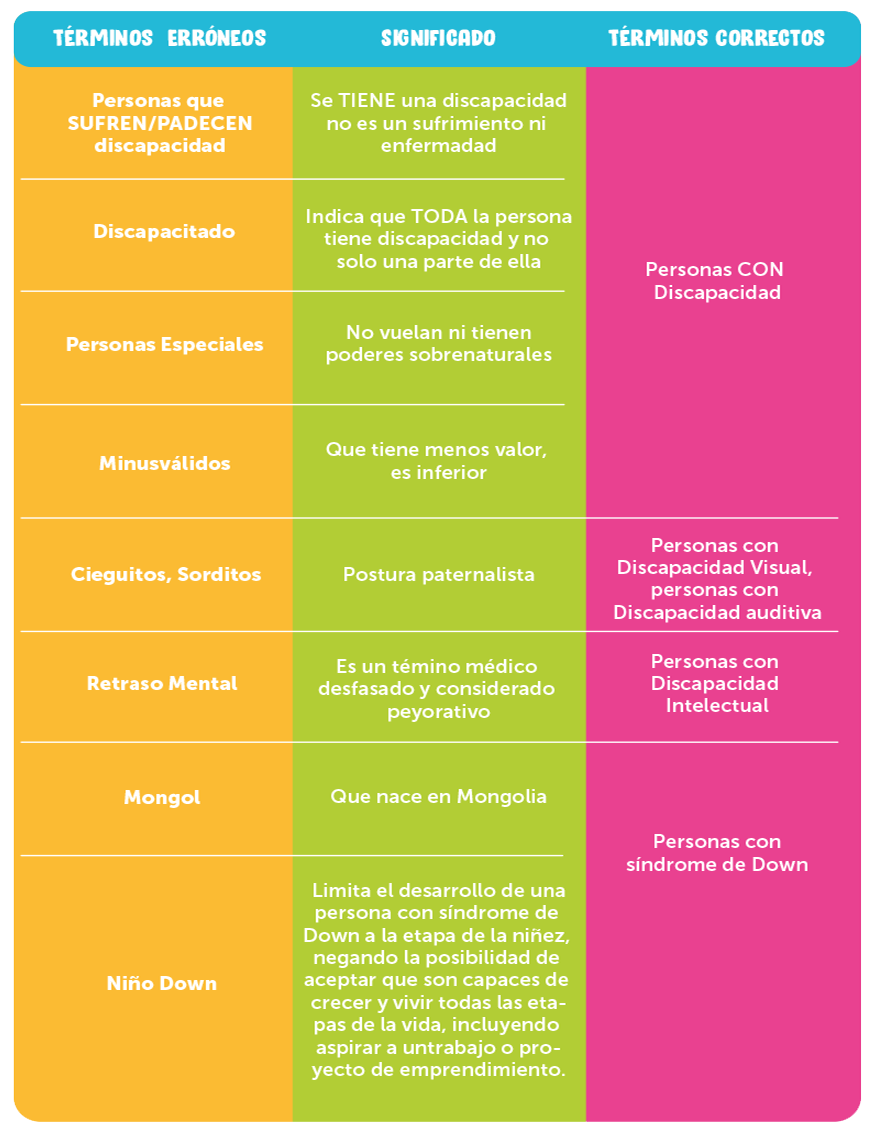 TÉRMINOS ERRÓNEOS
SIGNIFICADO
TÉRMINOS CORRECTOS
Personas que
SUFREN/PADECEN
discapacidad
Se TIENE una discapacidad
no es un sufrimiento ni
enfermadad
Discapacitado
Indica que TODA la persona
tiene discapacidad y no
solo una parte de ella
Personas CON
Discapacidad
Personas Especiales
No vuelan ni tienen
poderes sobrenaturales
Minusválidos
Que tiene menos valor,
es inferior
Cieguitos, Sorditos
Postura paternalista
Personas con
Discapacidad Visual,
personas con
Discapacidad auditiva
Retraso Mental
Es un témino médico
desfasado y considerado
peyorativo
Personas con
Discapacidad
Intelectual
Mongol
Que nace en Mongolia
Personas con
síndrome de Down
Niño Down
Limita el desarrollo de una
persona con síndrome de
Down a la etapa de la niñez,
negando la posibilidad de
aceptar que son capaces de
crecer y vivir todas las eta-
pas de la vida, incluyendo
aspirar a untrabajo o pro-
yecto de emprendimiento.